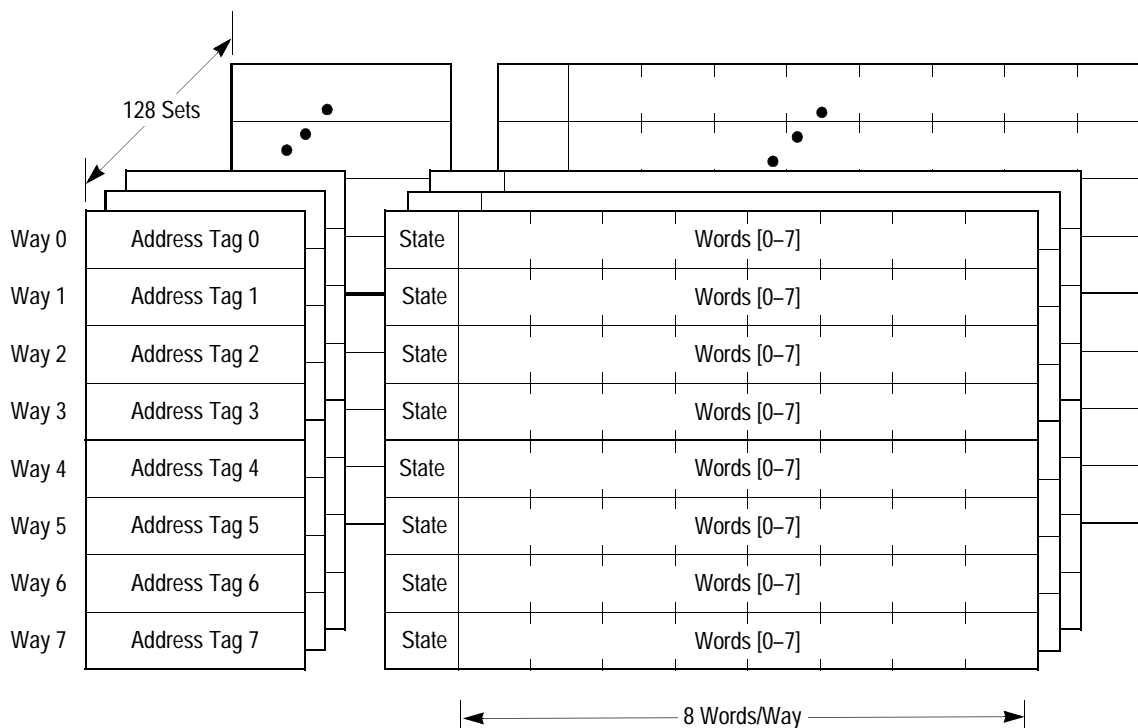 128 Sets
Way 0 Address Tag 0 State Words [0–7]
Way 1 Address Tag 1 State Words [0–7]
Way 2 Address Tag 2 State Words [0–7]
Way 3 Address Tag 3 State Words [0–7]
Way 4 Address Tag 4 State Words [0–7]
Way 5 Address Tag 5 State Words [0–7]
Way 6 Address Tag 6 State Words [0–7]
Way 7 Address Tag 7 State Words [0–7]
8 Words/Way